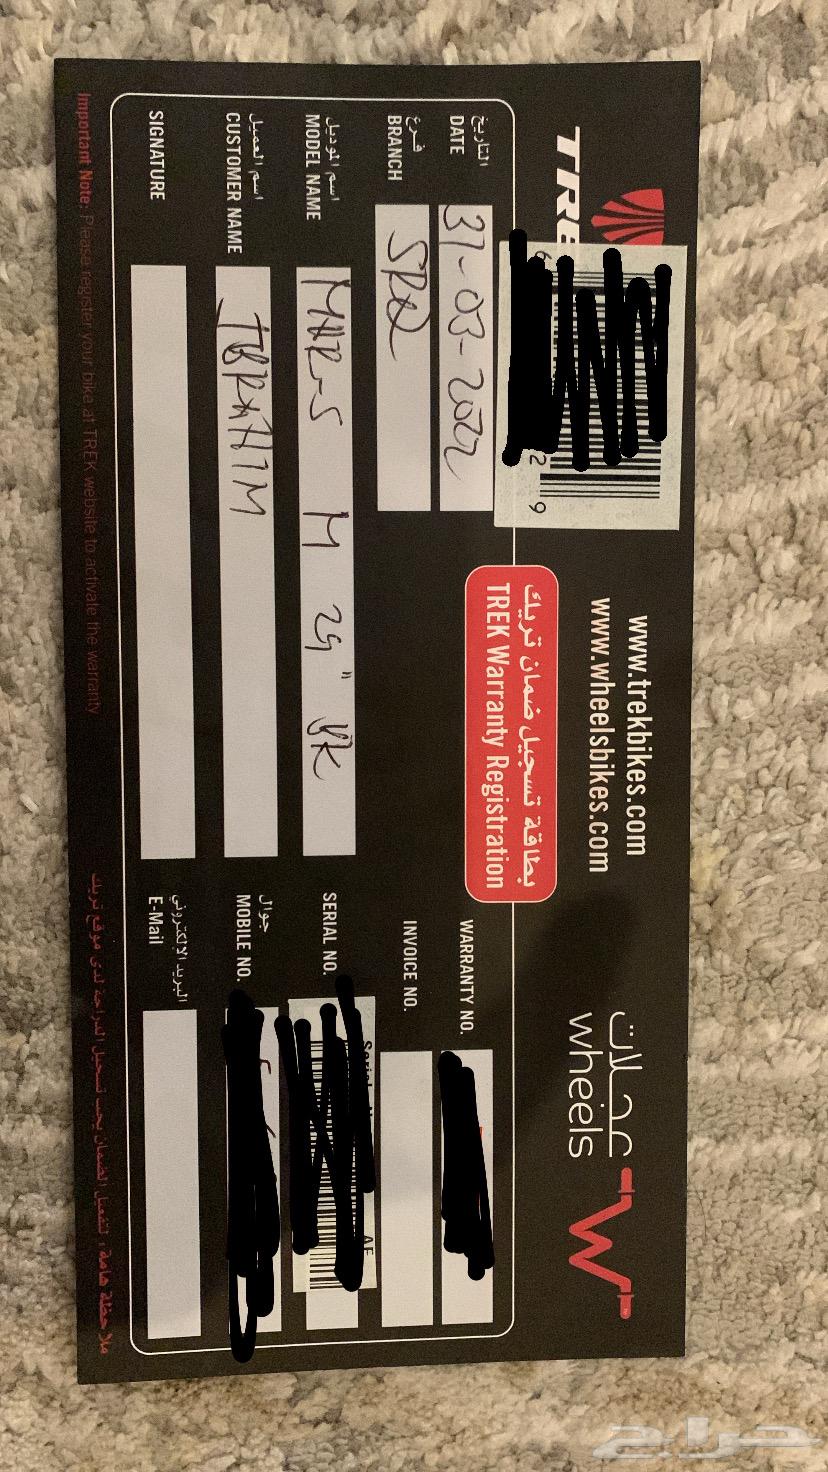 TRE
www.trekbikes.com
www.wheelsbikes.com
عجلات
wheels
6
2 9
بطاقة تسجيل ضمان تريك
TREK Warranty Registration
التاريخ
DATE
31-03-2022
WARRANTY NO.
فرع
BRANCH
INVOICE NO.
اسم الموديل
MODEL NAME
M 29"
SERIAL NO.
اسم العميل
CUSTOMER NAME
IBRAHIM
جوال
MOBILE NO.
SIGNATURE
البريد الالكتروني
E-Mail
Important Note: Please register your bike at TREK website to activate the warranty
ملاحظة هامة: لتفعيل الضمان يجب تسجيل الدراجة لدى موقع تريك
حراج